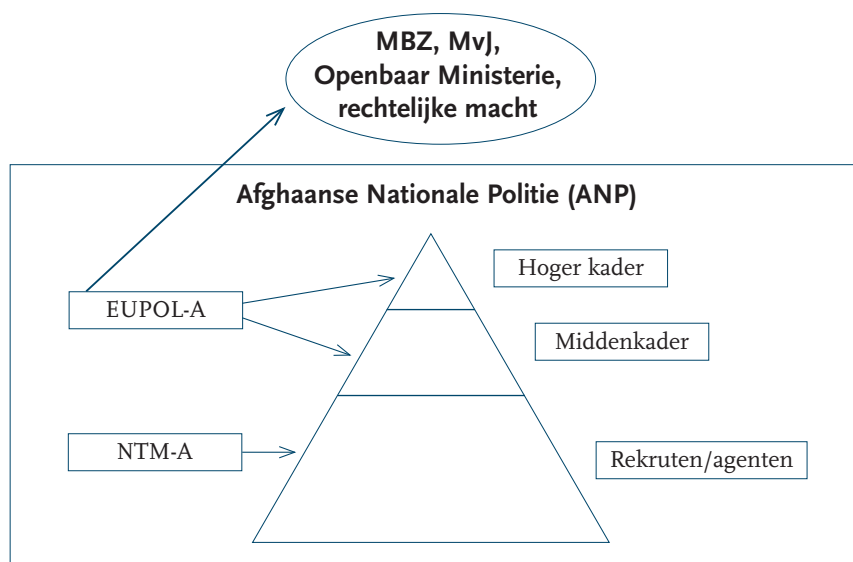 MBZ, MvJ,
Openbaar Ministerie,
rechtelijke macht
Afghaanse Nationale Politie (ANP)
Hoger kader
EUPOL-A
Middenkader
NTM-A
Rekruten/agenten